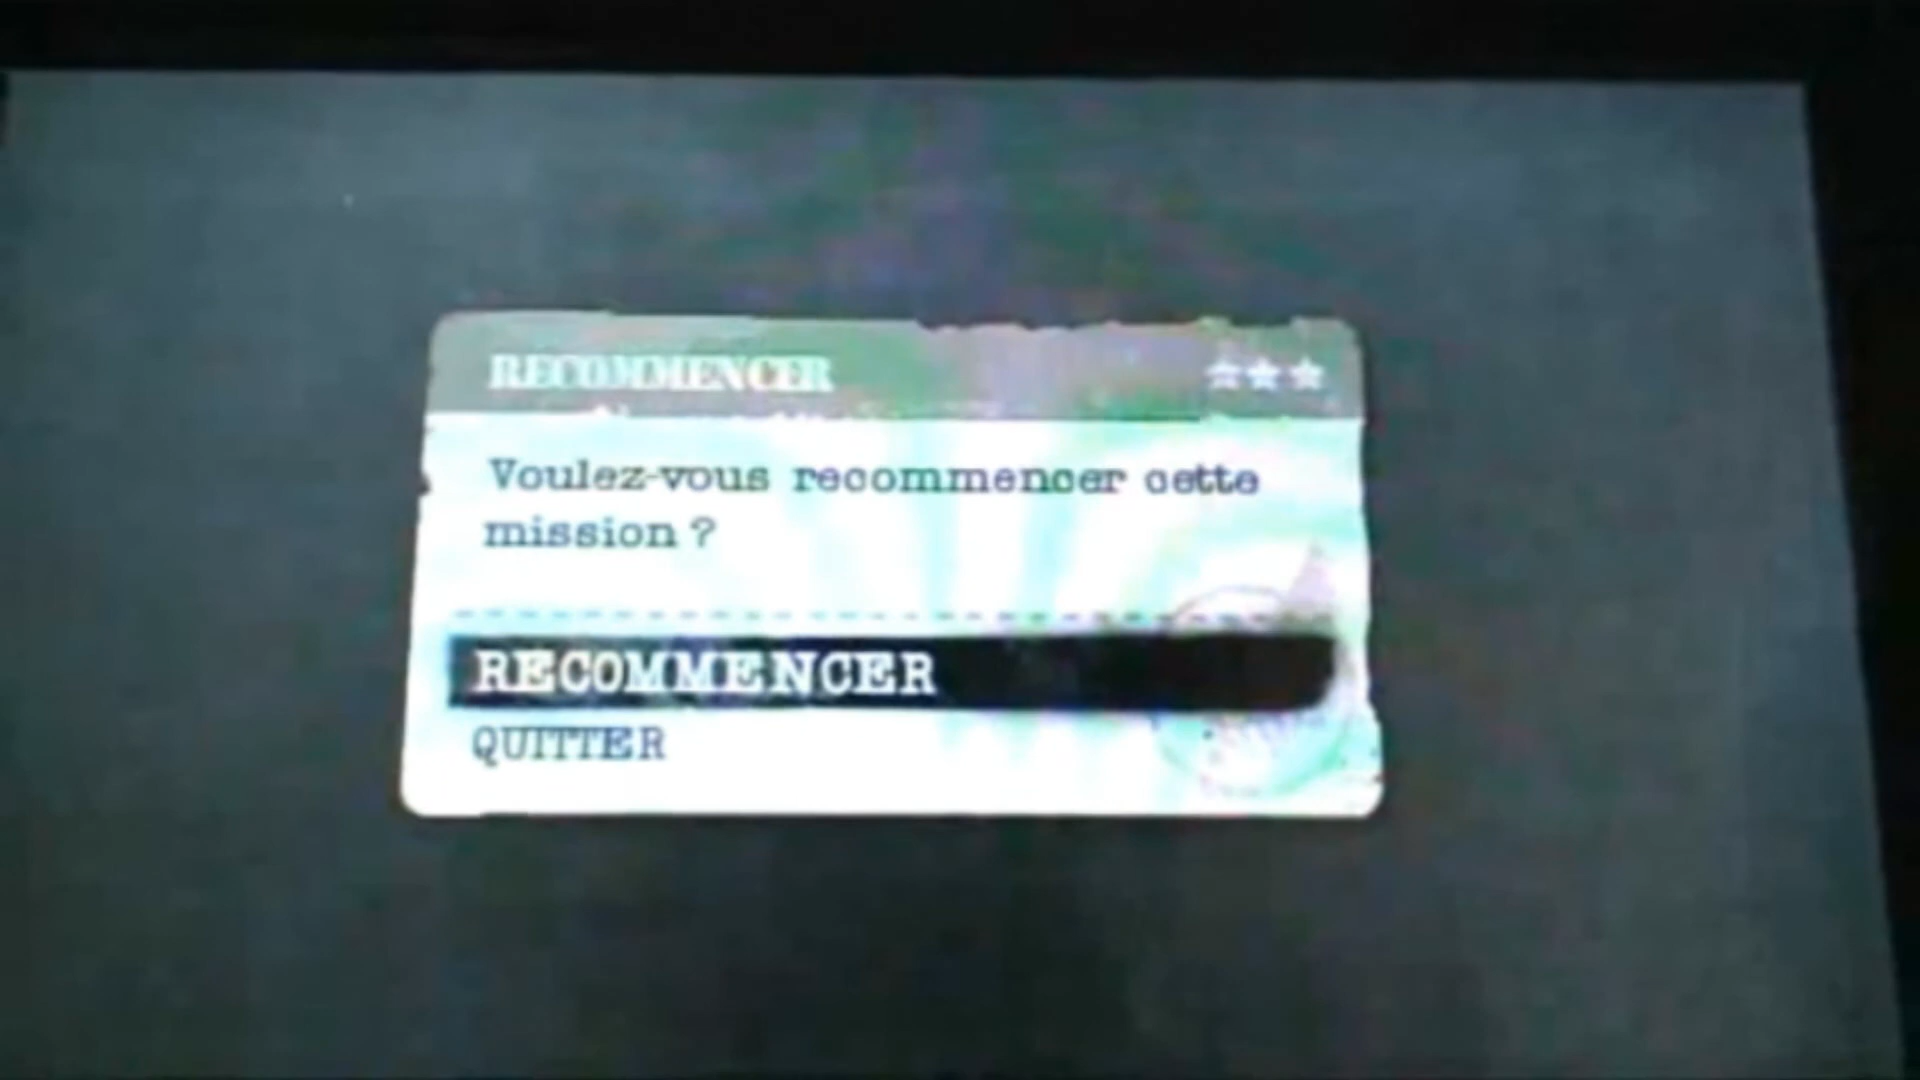 RECOMMENCER
Voulez-vous recommencer cette
mission ?
RECOMMENCER
QUITTER